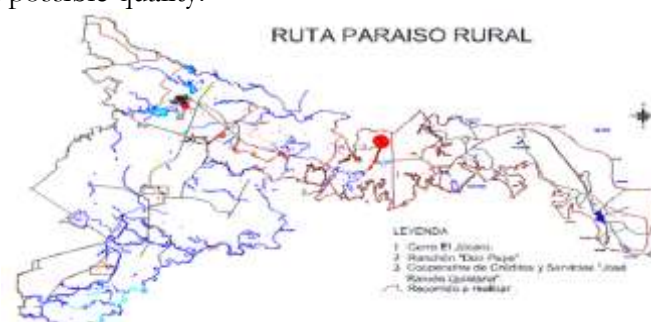 possible quality.
RUTA PARAISO RURAL
LEYENDA
1 Cerro El Jíbaro
2 Ranchón "Don Pepe"
3 Cooperativa de Créditos y Servicios "José
Ramón Quintana"
Recorrido a realizar